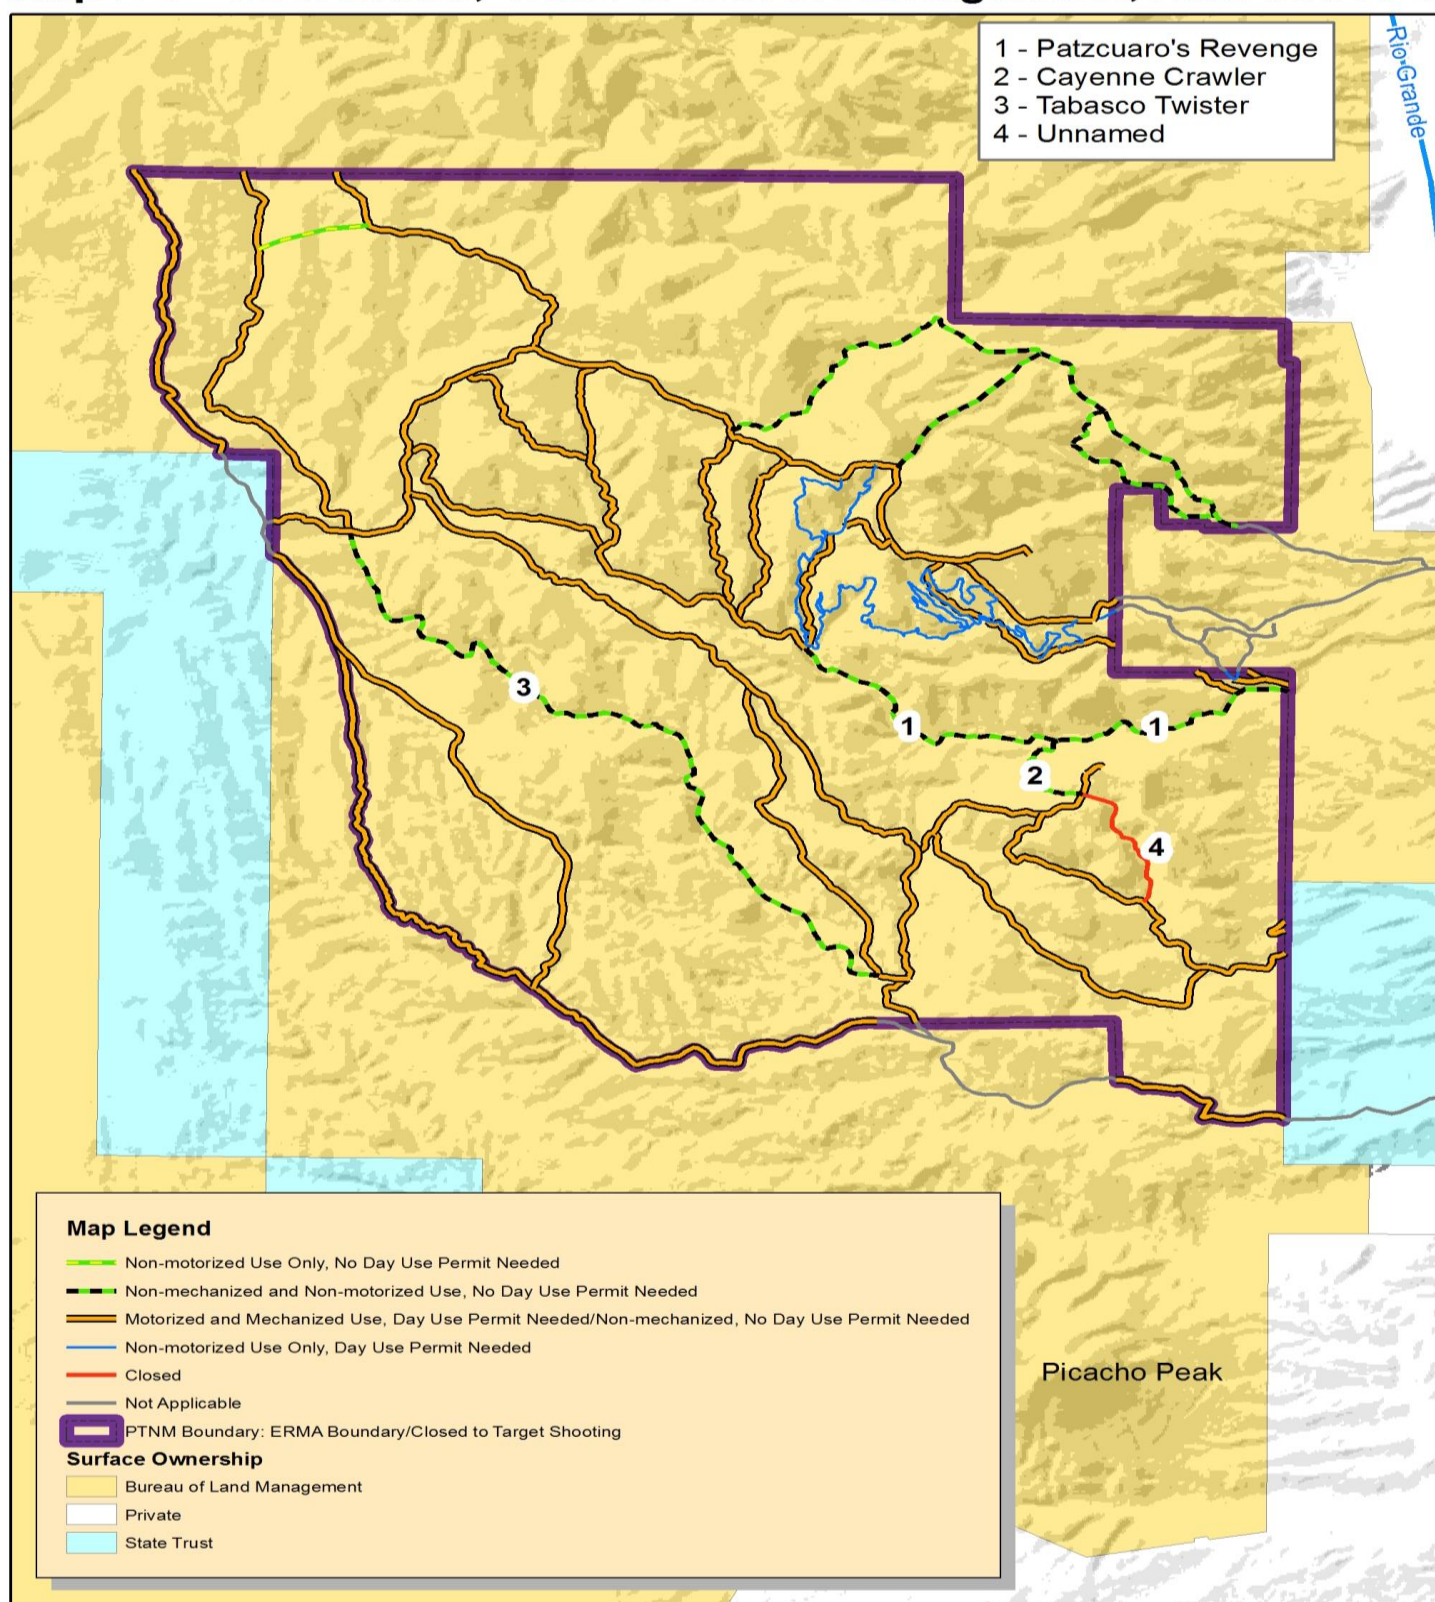 1 - Patzcuaro's Revenge
2 - Cayenne Crawler
3 - Tabasco Twister
4 - Unnamed
Rio Grande
3
1
1
2
4
Picacho Peak
Map Legend
Non-motorized Use Only, No Day Use Permit Needed
Non-mechanized and Non-motorized Use, No Day Use Permit Needed
Motorized and Mechanized Use, Day Use Permit Needed/Non-mechanized, No Day Use Permit Needed
Non-motorized Use Only, Day Use Permit Needed
Closed
Not Applicable
PTNM Boundary: ERMA Boundary/Closed to Target Shooting
Surface Ownership
Bureau of Land Management
Private
State Trust